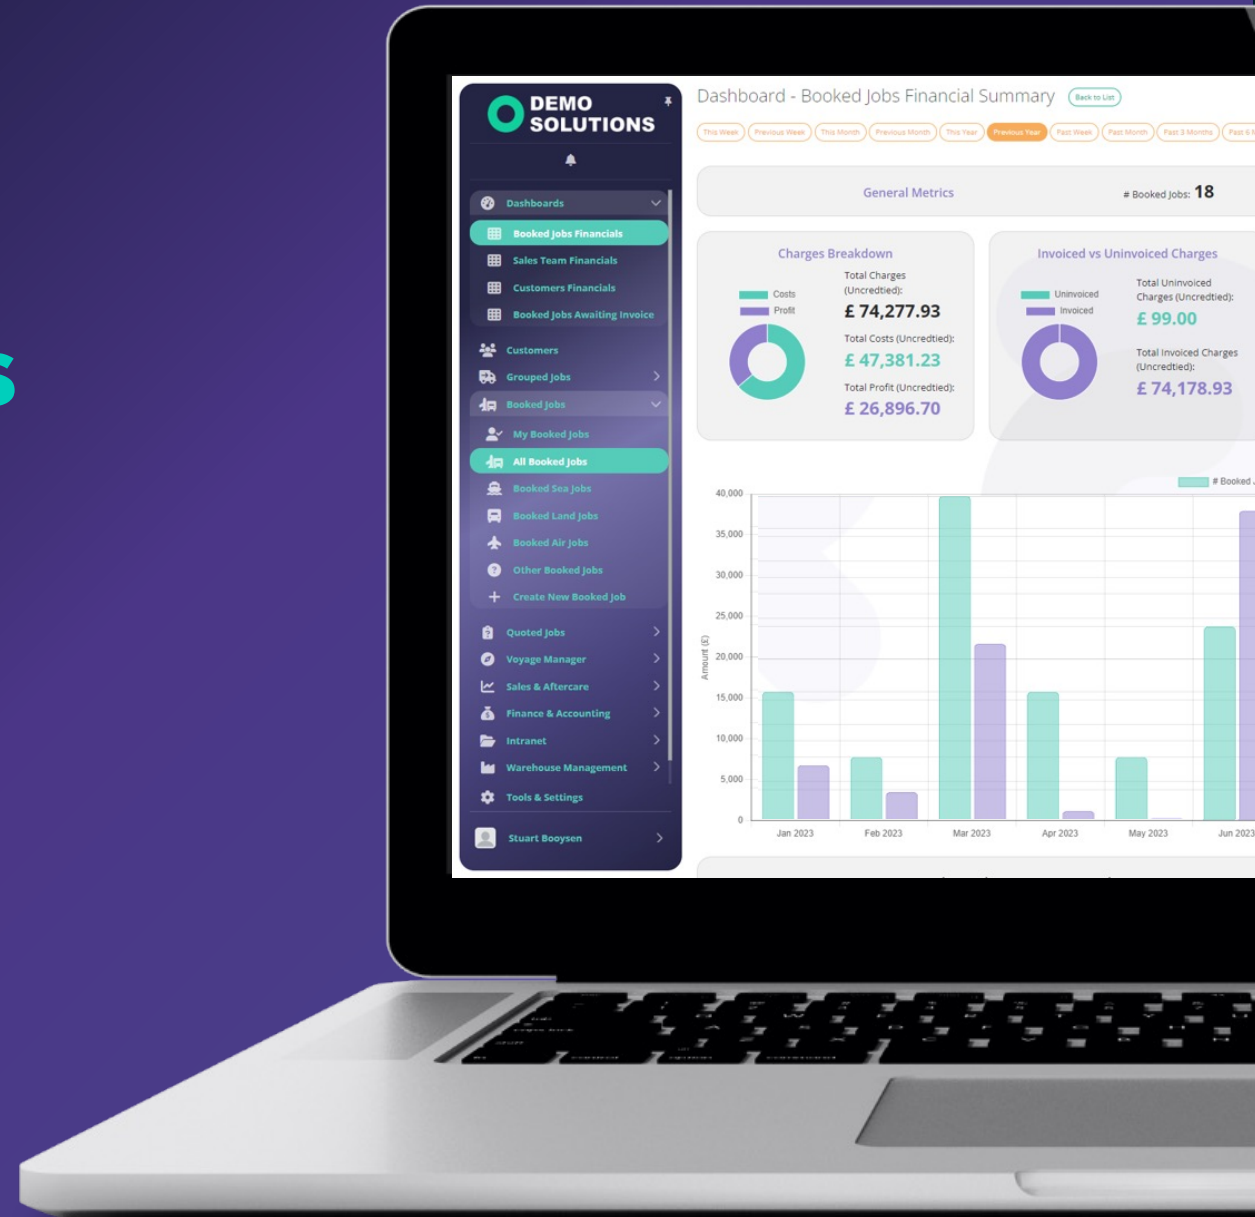 s
DEMO
SOLUTIONS
Dashboards
Booked Jobs Financials
Sales Team Financials
Customers Financials
Booked Jobs Awaiting Invoice
Customers
Grouped Jobs
Booked Jobs
My Booked Jobs
All Booked Jobs
Booked Sea Jobs
Booked Land Jobs
Booked Air Jobs
Other Booked Jobs
Create New Booked Job
Quoted Jobs
Voyage Manager
Sales & Aftercare
Finance & Accounting
Intranet
Warehouse Management
Tools & Settings
Stuart Booysen
Dashboard - Booked Jobs Financial Summary Back to List
This Week Previous Week This Month Previous Month This Year Previous Year Past Week Past Month Past 3 Months Past 6
General Metrics
# Booked Jobs: 18
Charges Breakdown
Costs
Profit
Total Charges
(Uncredtied):
£ 74,277.93
Total Costs (Uncredtied):
£ 47,381.23
Total Profit (Uncredtied):
£ 26,896.70
Invoiced vs Uninvoiced Charges
Uninvoiced
Invoiced
Total Uninvoiced
Charges (Uncredtied):
£ 99.00
Total Invoiced Charges
(Uncredtied):
£ 74,178.93
# Booked
Amount (£)
40,000
35,000
30,000
25,000
20,000
15,000
10,000
5,000
0
Jan 2023 Feb 2023 Mar 2023 Apr 2023 May 2023 Jun 2023